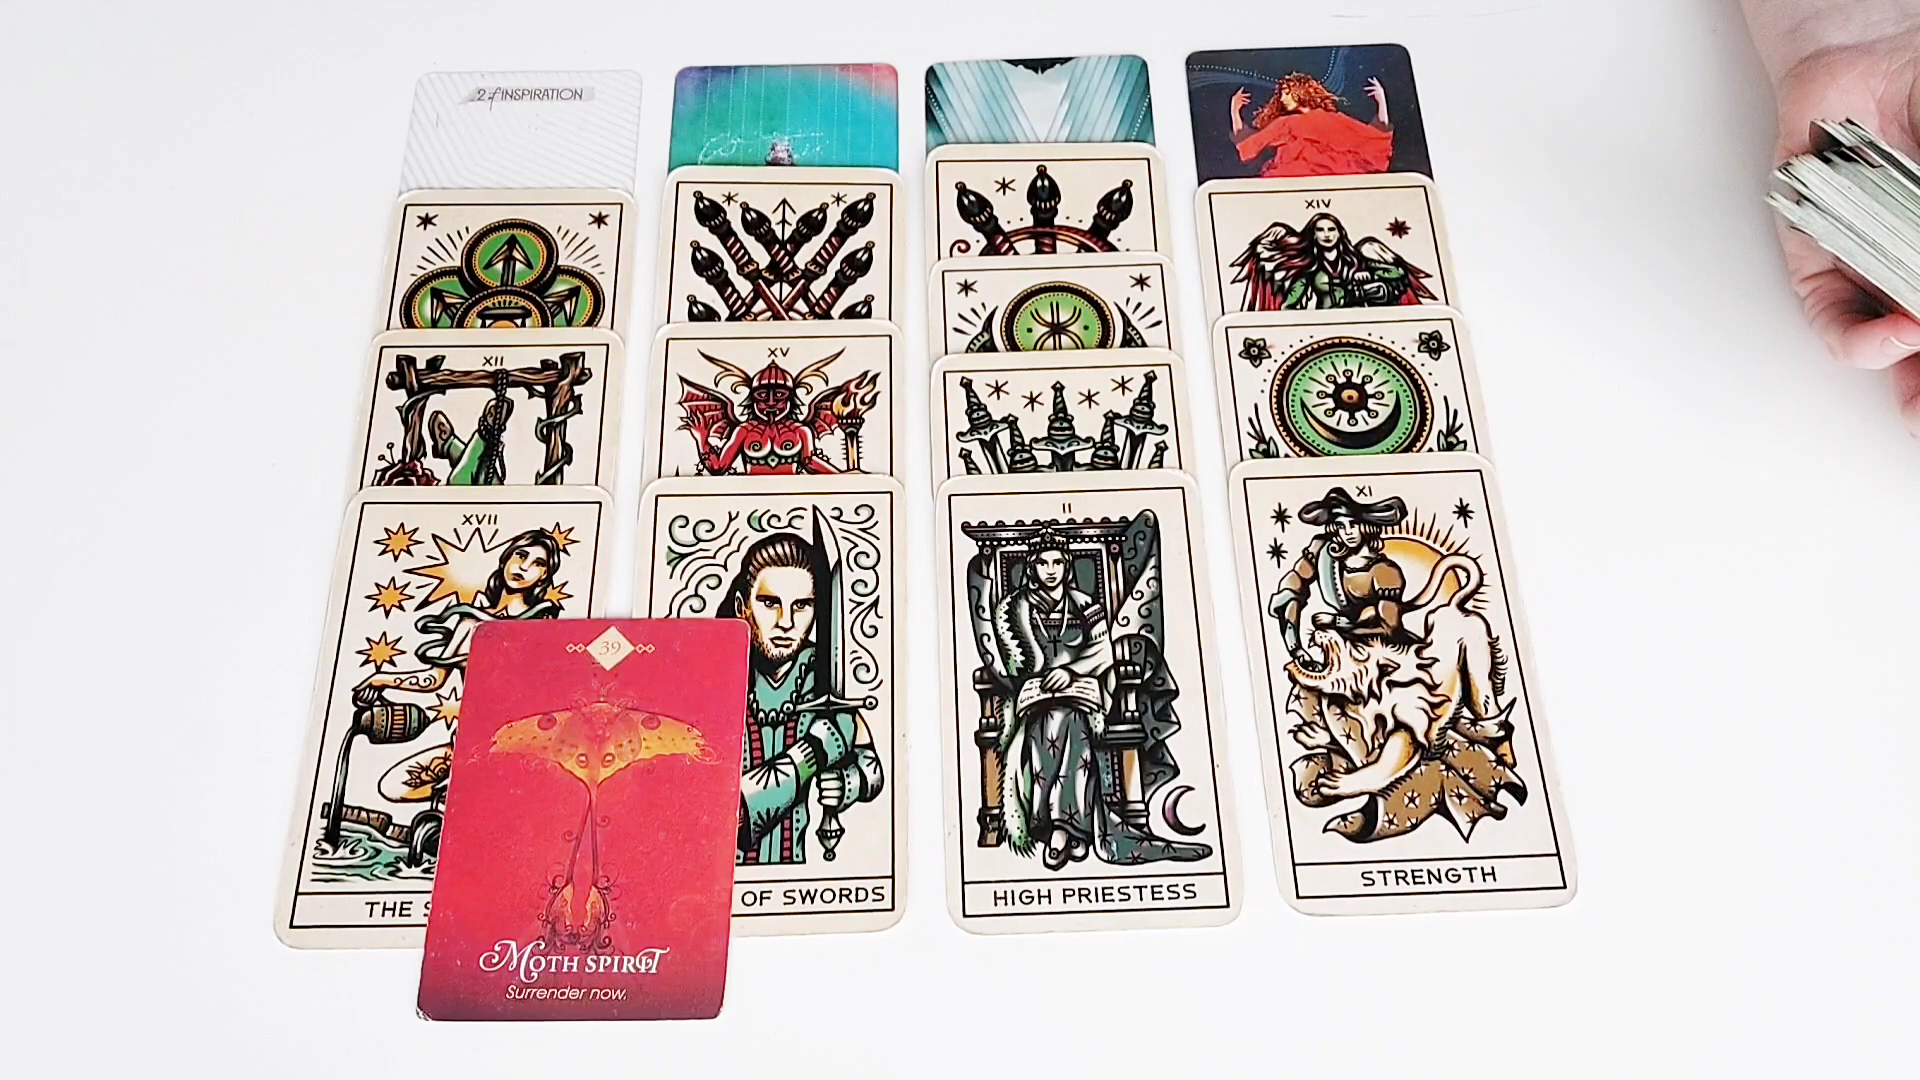 2 of INSPIRATION
XIV
XII
XV
XVII
II
XI
39
THE S
OF SWORDS
HIGH PRIESTESS
STRENGTH
MOTH SPIRIT
Surrender now.